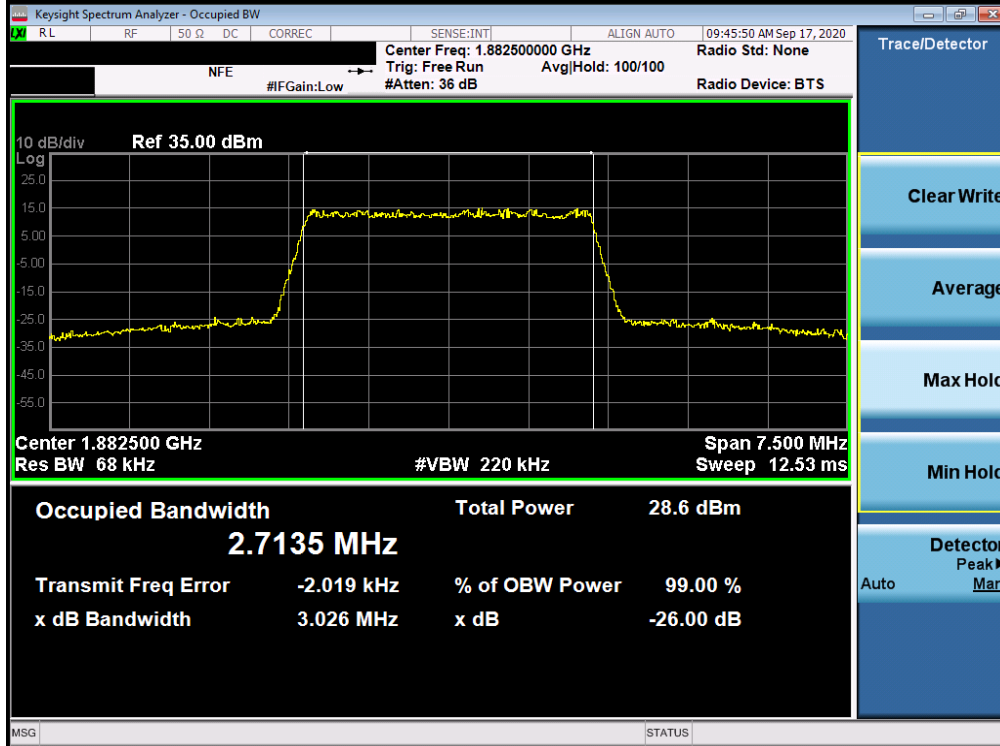 Keysight Spectrum Analyzer - Occupied BW
LXI RL RF 50 Ω DC CORREC SENSE:INT ALIGN AUTO 09:45:50 AM Sep 17, 2020
Center Freq: 1.882500000 GHz Radio Std: None
NFE Trig: Free Run Avg|Hold: 100/100
#IFGain:Low #Atten: 36 dB Radio Device: BTS
Trace/Detector
10 dB/div Ref 35.00 dBm
Log
25.0
15.0
5.00
-5.00
-15.0
-25.0
-35.0
-45.0
-55.0
Center 1.882500 GHz Span 7.500 MHz
Res BW 68 kHz #VBW 220 kHz Sweep 12.53 ms
Occupied Bandwidth Total Power 28.6 dBm
2.7135 MHz
Transmit Freq Error -2.019 kHz % of OBW Power 99.00 %
x dB Bandwidth 3.026 MHz x dB -26.00 dB
Clear Write
Average
Max Hold
Min Hold
Detector
Peak
Auto Man
MSG STATUS